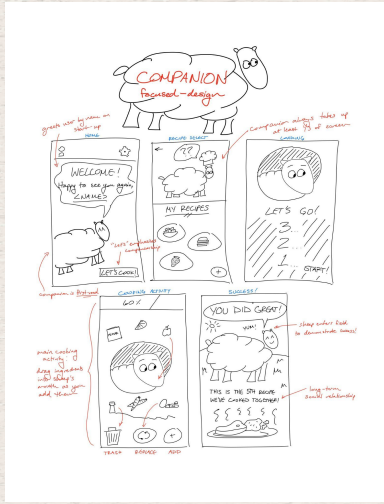 COMPANION
focused-design
greets user by name on
start-up
HOME
RECIPE SELECT
companion always takes up
at least 1/3 of screen
LOADING
WELCOME!
Happy to see you again,
<NAME>
??
MY RECIPES
LET'S GO!
3...
2...
1...
START!
"Let's" emphasizes
companionship
LET'S COOK!
companion is first-read
COOKING ACTIVITY
SUCCESS!
60%
YOU DID GREAT!
YUM!
sheep enters field
to demonstrate success!
main cooking
activity:
drag ingredients
into sheep's
mouth as you
add them
THIS IS THE 5TH RECIPE
WE'VE COOKED TOGETHER!
long-term
social relationship
TRASH
REPLACE
ADD